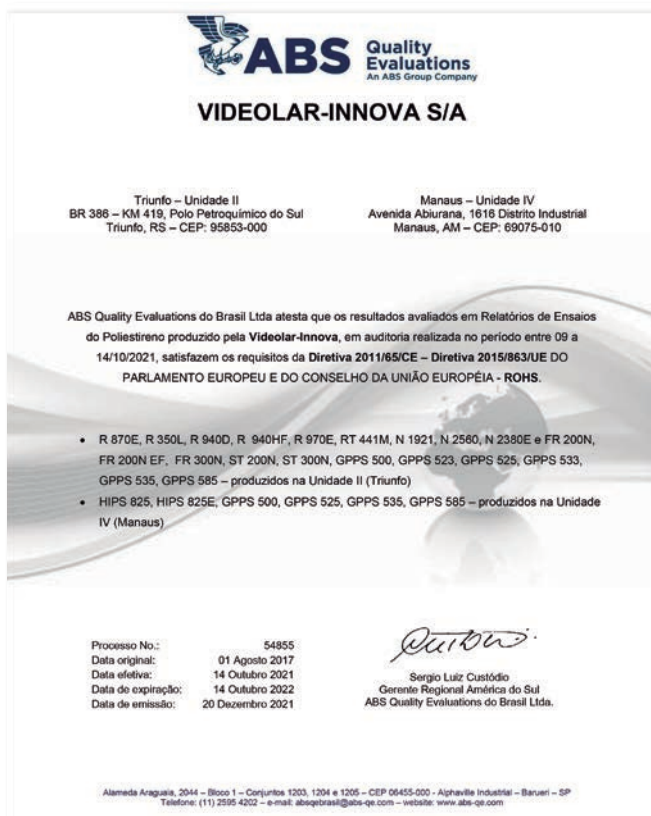 ABS Quality
Evaluations
An ABS Group Company
VIDEOLAR-INNOVA S/A
Triunfo – Unidade II
BR 386 – KM 419, Polo Petroquímico do Sul
Triunfo, RS – CEP: 95853-000
Manaus – Unidade IV
Avenida Abiurana, 1616 Distrito Industrial
Manaus, AM – CEP: 69075-010
ABS Quality Evaluations do Brasil Ltda atesta que os resultados avaliados em Relatórios de Ensaios
do Poliestireno produzido pela Videolar-Innova, em auditoria realizada no período entre 09 a
14/10/2021, satisfazem os requisitos da Diretiva 2011/65/CE – Diretiva 2015/863/UE DO
PARLAMENTO EUROPEU E DO CONSELHO DA UNIÃO EUROPÉIA - ROHS.
• R 870E, R 350L, R 940D, R 940HF, R 970E, RT 441M, N 1921, N 2560, N 2380E e FR 200N,
FR 200N EF, FR 300N, ST 200N, ST 300N, GPPS 500, GPPS 523, GPPS 525, GPPS 533,
GPPS 535, GPPS 585 – produzidos na Unidade II (Triunfo)
• HIPS 825, HIPS 825E, GPPS 500, GPPS 525, GPPS 535, GPPS 585 – produzidos na Unidade
IV (Manaus)
Processo No.: 54855
Data original: 01 Agosto 2017
Data efetiva: 14 Outubro 2021
Data de expiração: 14 Outubro 2022
Data de emissão: 20 Dezembro 2021
Sergio Luiz Custódio
Gerente Regional América do Sul
ABS Quality Evaluations do Brasil Ltda.
Alameda Araguaia, 2044 – Bloco 1 – Conjuntos 1203, 1204 e 1205 – CEP 06455-000 - Alphaville Industrial – Barueri – SP
Telefone: (11) 2595 4202 – e-mail: absqebrasil@abs-qe.com – website: www.abs-qe.com